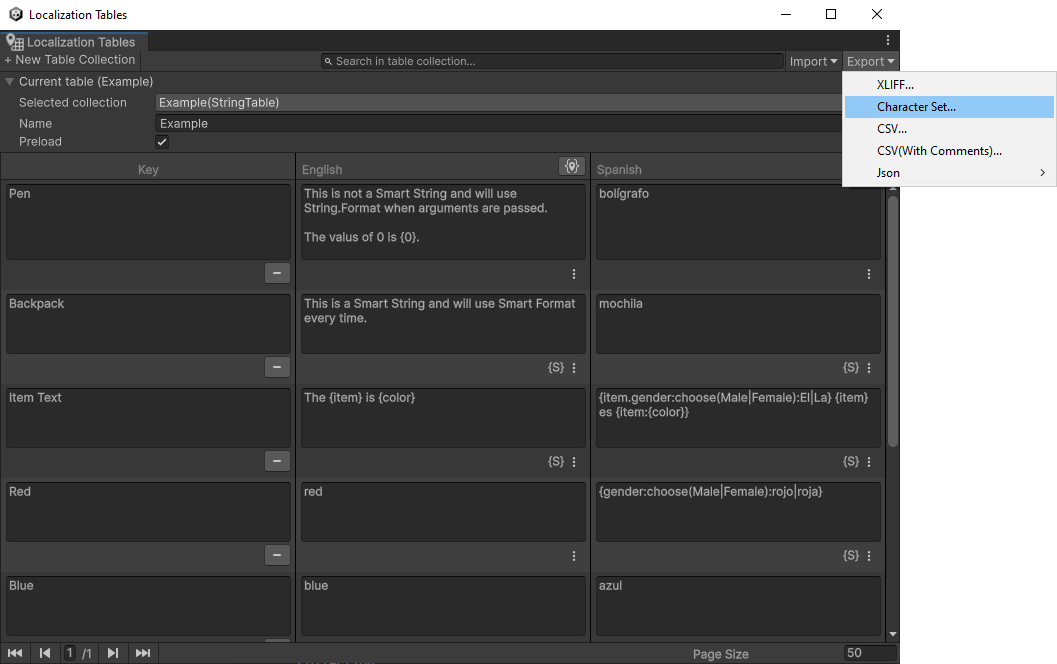 Localization Tables
Localization Tables
+ New Table Collection
Search in table collection...
Import
Export
XLIFF...
Character Set...
CSV...
CSV(With Comments)...
Json
Current table (Example)
Selected collection
Example(StringTable)
Name
Example
Preload
Key
English
Spanish
Pen
This is not a Smart String and will use
String.Format when arguments are passed.
The valus of 0 is {0}.
bolígrafo
Backpack
This is a Smart String and will use Smart Format
every time.
{S}
mochila
{S}
Item Text
The {item} is {color}
{S}
{item.gender:choose(Male|Female):El|La} {item}
es {item:{color}}
{S}
Red
red
{gender:choose(Male|Female):rojo|roja}
{S}
Blue
blue
azul
1 /1
Page Size
50